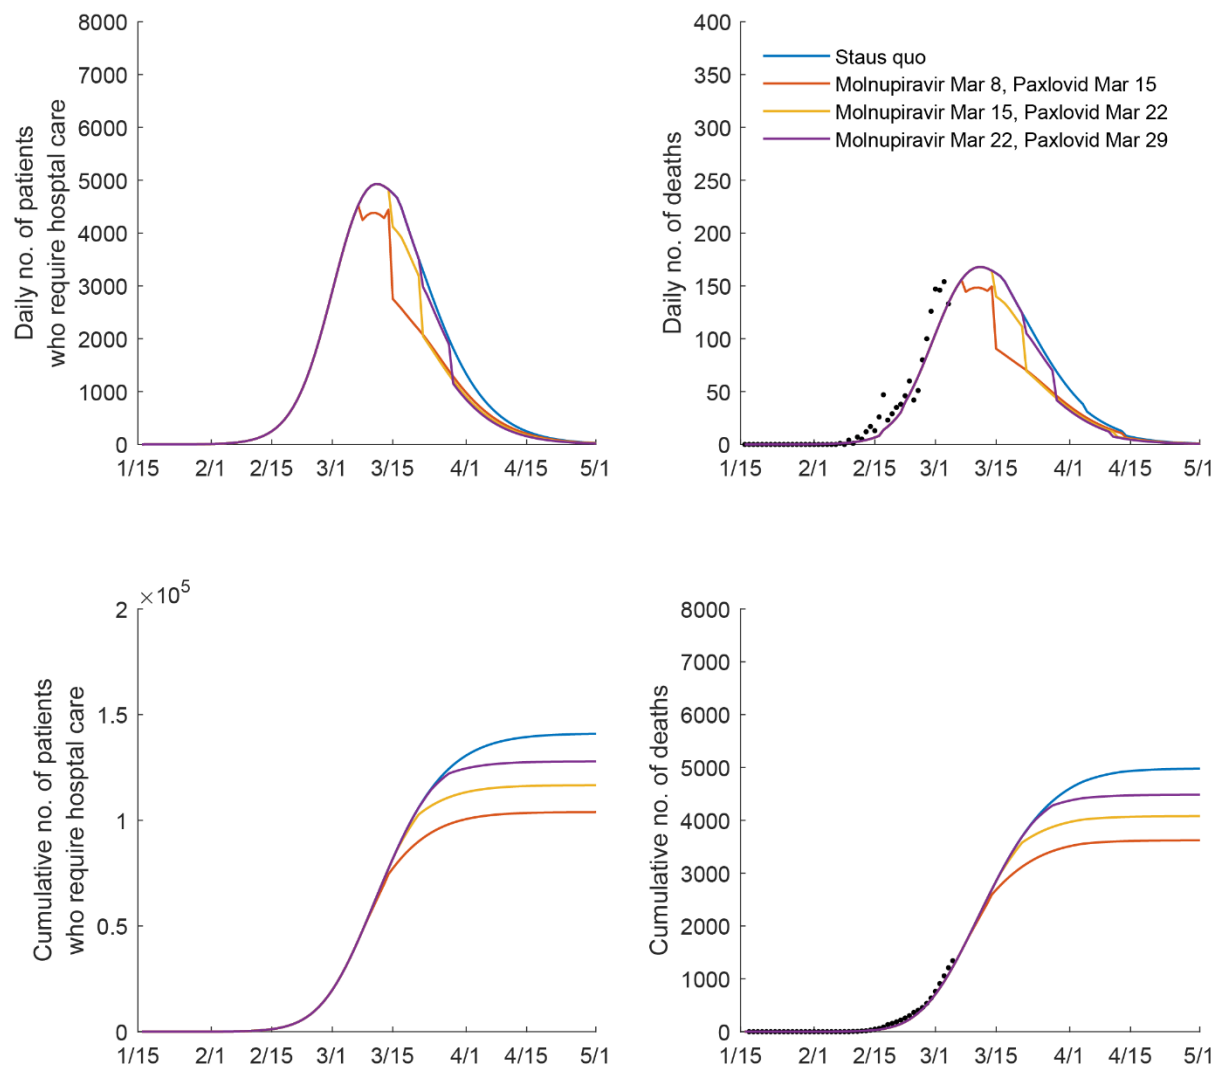 Daily no. of patients
who require hosptal care
8000
7000
6000
5000
4000
3000
2000
1000
0
1/15 2/1 2/15 3/1 3/15 4/1 4/15 5/1
Daily no. of deaths
400
350
300
250
200
150
100
50
0
1/15 2/1 2/15 3/1 3/15 4/1 4/15 5/1
Staus quo
Molnupiravir Mar 8, Paxlovid Mar 15
Molnupiravir Mar 15, Paxlovid Mar 22
Molnupiravir Mar 22, Paxlovid Mar 29
Cumulative no. of patients
who require hosptal care
×10^5
2
1.5
1
0.5
0
1/15 2/1 2/15 3/1 3/15 4/1 4/15 5/1
Cumulative no. of deaths
8000
7000
6000
5000
4000
3000
2000
1000
0
1/15 2/1 2/15 3/1 3/15 4/1 4/15 5/1